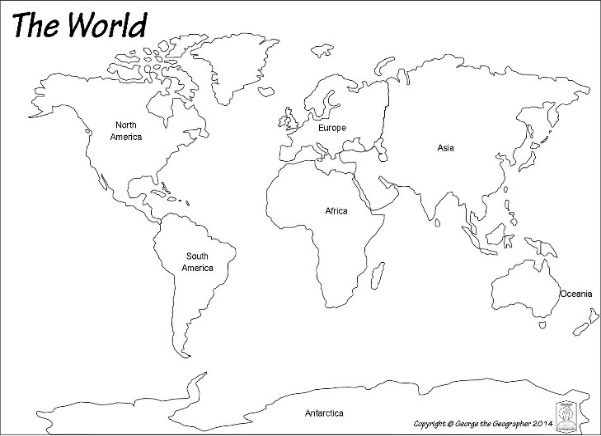 The World
North
America
Europe
Asia
Africa
South
America
Oceania
Antarctica
Copyright © George the Geographer 2014